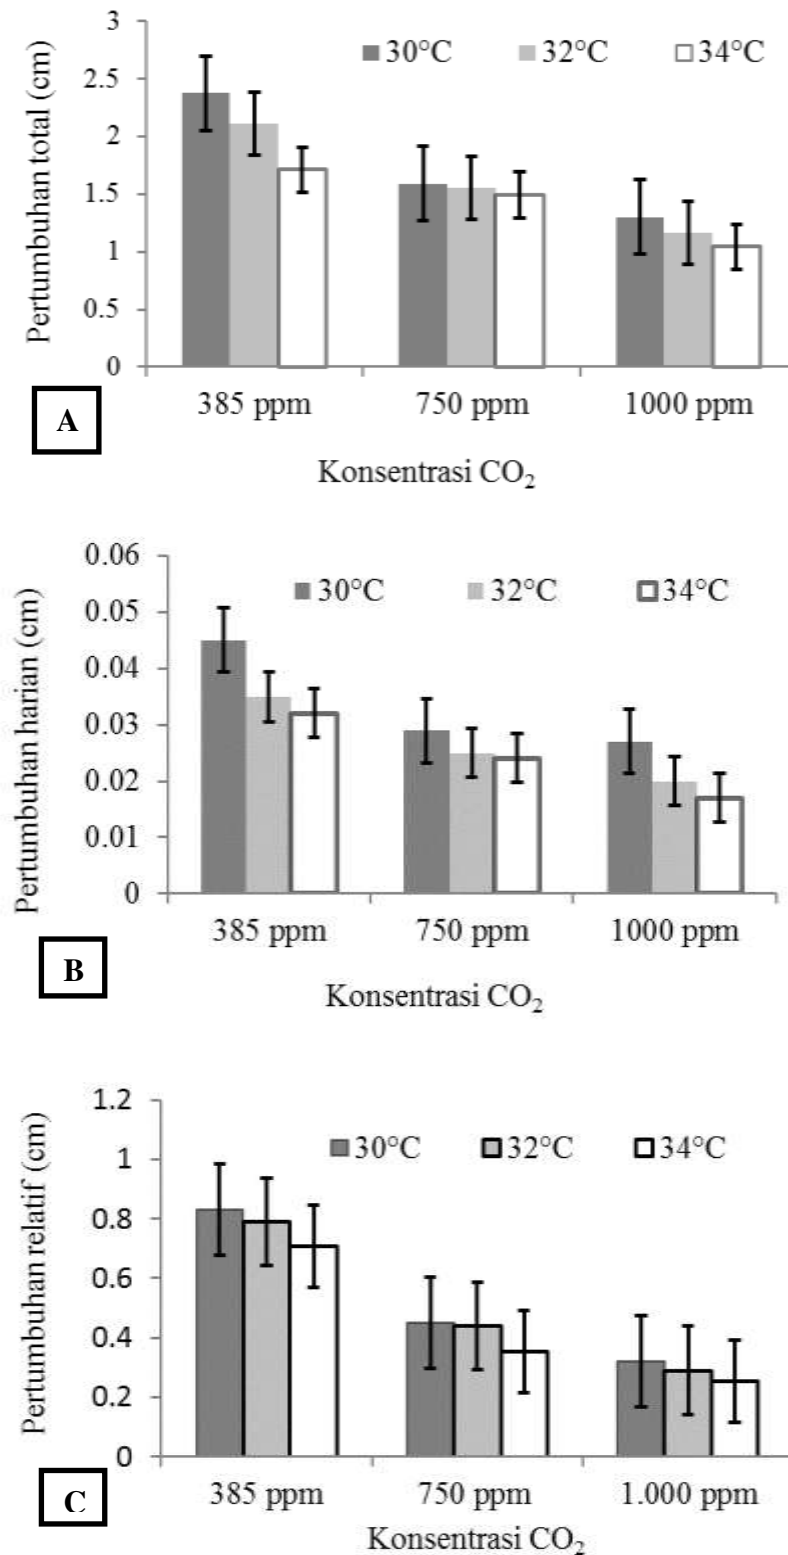 Pertumbuhan total (cm)
3
2.5
2
1.5
1
0.5
0
30°C 32°C 34°C
385 ppm 750 ppm 1000 ppm
A
Konsentrasi CO₂
Pertumbuhan harian (cm)
0.06
0.05
0.04
0.03
0.02
0.01
0
30°C 32°C 34°C
385 ppm 750 ppm 1000 ppm
B
Konsentrasi CO₂
Pertumbuhan relatif (cm)
1.2
1
0.8
0.6
0.4
0.2
0
30°C 32°C 34°C
385 ppm 750 ppm 1.000 ppm
C
Konsentrasi CO₂